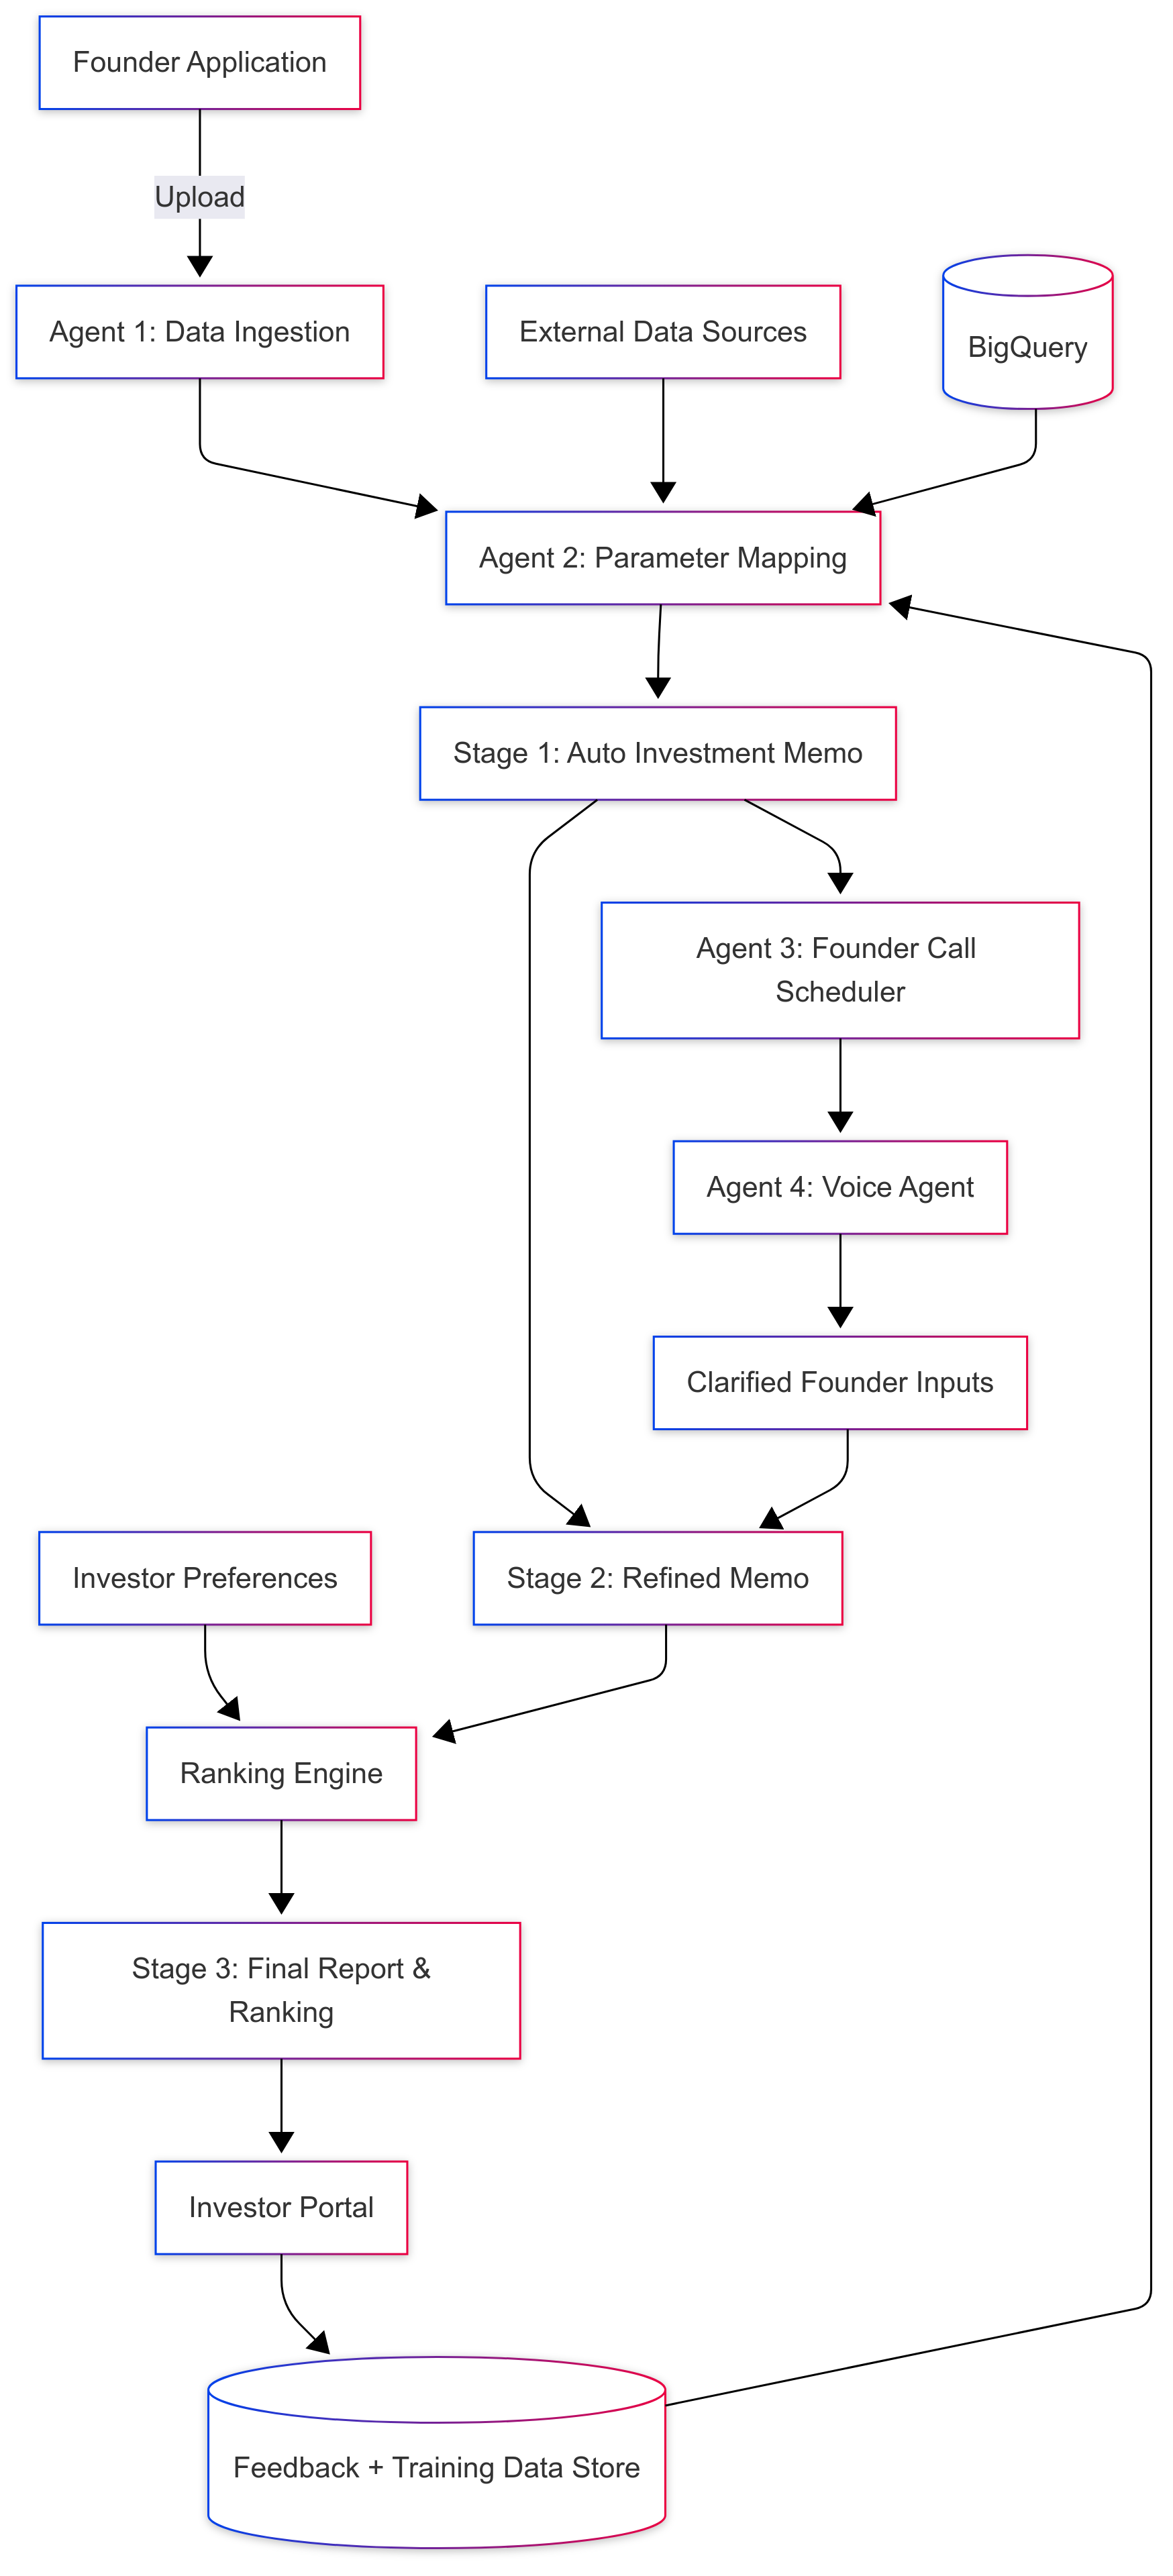 Founder Application
Upload
Agent 1: Data Ingestion
External Data Sources
BigQuery
Agent 2: Parameter Mapping
Stage 1: Auto Investment Memo
Agent 3: Founder Call
Scheduler
Agent 4: Voice Agent
Clarified Founder Inputs
Investor Preferences
Stage 2: Refined Memo
Ranking Engine
Stage 3: Final Report &
Ranking
Investor Portal
Feedback + Training Data Store